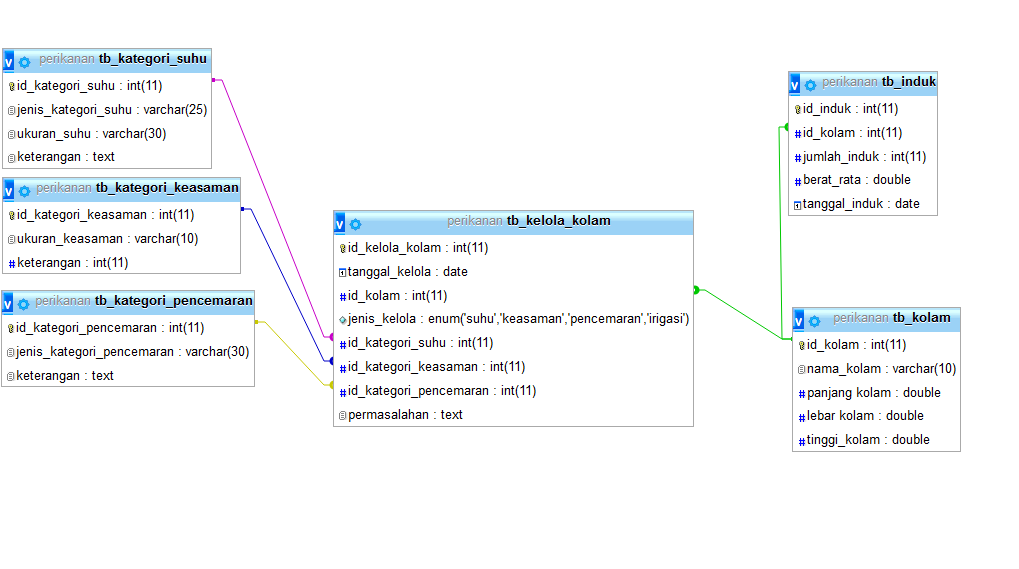 perikanan tb_kategori_suhu
id_kategori_suhu : int(11)
jenis_kategori_suhu : varchar(25)
ukuran_suhu : varchar(30)
keterangan : text
perikanan tb_kategori_keasaman
id_kategori_keasaman : int(11)
ukuran_keasaman : varchar(10)
# keterangan : int(11)
perikanan tb_kategori_pencemaran
id_kategori_pencemaran : int(11)
jenis_kategori_pencemaran : varchar(30)
keterangan : text
perikanan tb_kelola_kolam
id_kelola_kolam : int(11)
tanggal_kelola : date
# id_kolam : int(11)
jenis_kelola : enum('suhu','keasaman','pencemaran','irigasi')
# id_kategori_suhu : int(11)
# id_kategori_keasaman : int(11)
# id_kategori_pencemaran : int(11)
permasalahan : text
perikanan tb_induk
id_induk : int(11)
# id_kolam : int(11)
# jumlah_induk : int(11)
# berat_rata : double
tanggal_induk : date
perikanan tb_kolam
id_kolam : int(11)
nama_kolam : varchar(10)
# panjang kolam : double
# lebar kolam : double
# tinggi_kolam : double